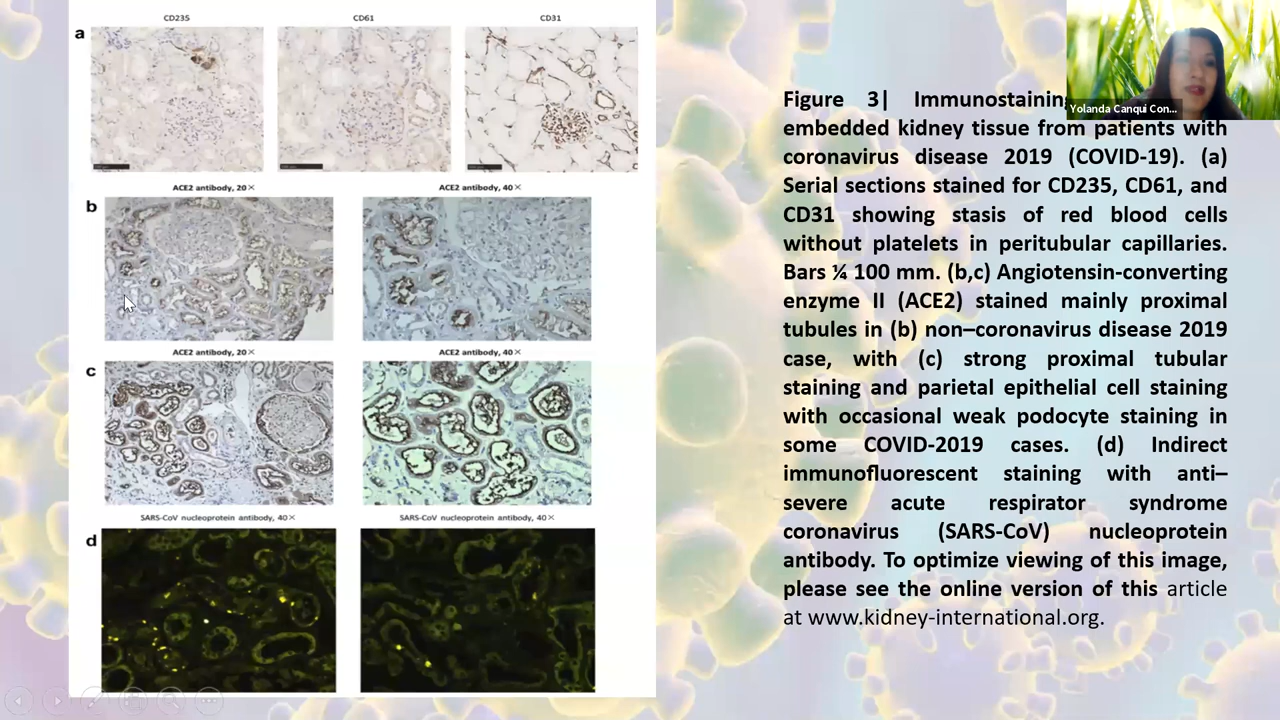 CD235 CD61 CD31
a
ACE2 antibody, 20× ACE2 antibody, 40×
b
ACE2 antibody, 20× ACE2 antibody, 40×
c
SARS-CoV nucleoprotein antibody, 40× SARS-CoV nucleoprotein antibody, 40×
d
Yolanda Canqui Con...
Figure 3| Immunostaining
embedded kidney tissue from patients with
coronavirus disease 2019 (COVID-19). (a)
Serial sections stained for CD235, CD61, and
CD31 showing stasis of red blood cells
without platelets in peritubular capillaries.
Bars ¼ 100 mm. (b,c) Angiotensin-converting
enzyme II (ACE2) stained mainly proximal
tubules in (b) non–coronavirus disease 2019
case, with (c) strong proximal tubular
staining and parietal epithelial cell staining
with occasional weak podocyte staining in
some COVID-2019 cases. (d) Indirect
immunofluorescent staining with anti–
severe acute respirator syndrome
coronavirus (SARS-CoV) nucleoprotein
antibody. To optimize viewing of this image,
please see the online version of this article
at www.kidney-international.org.